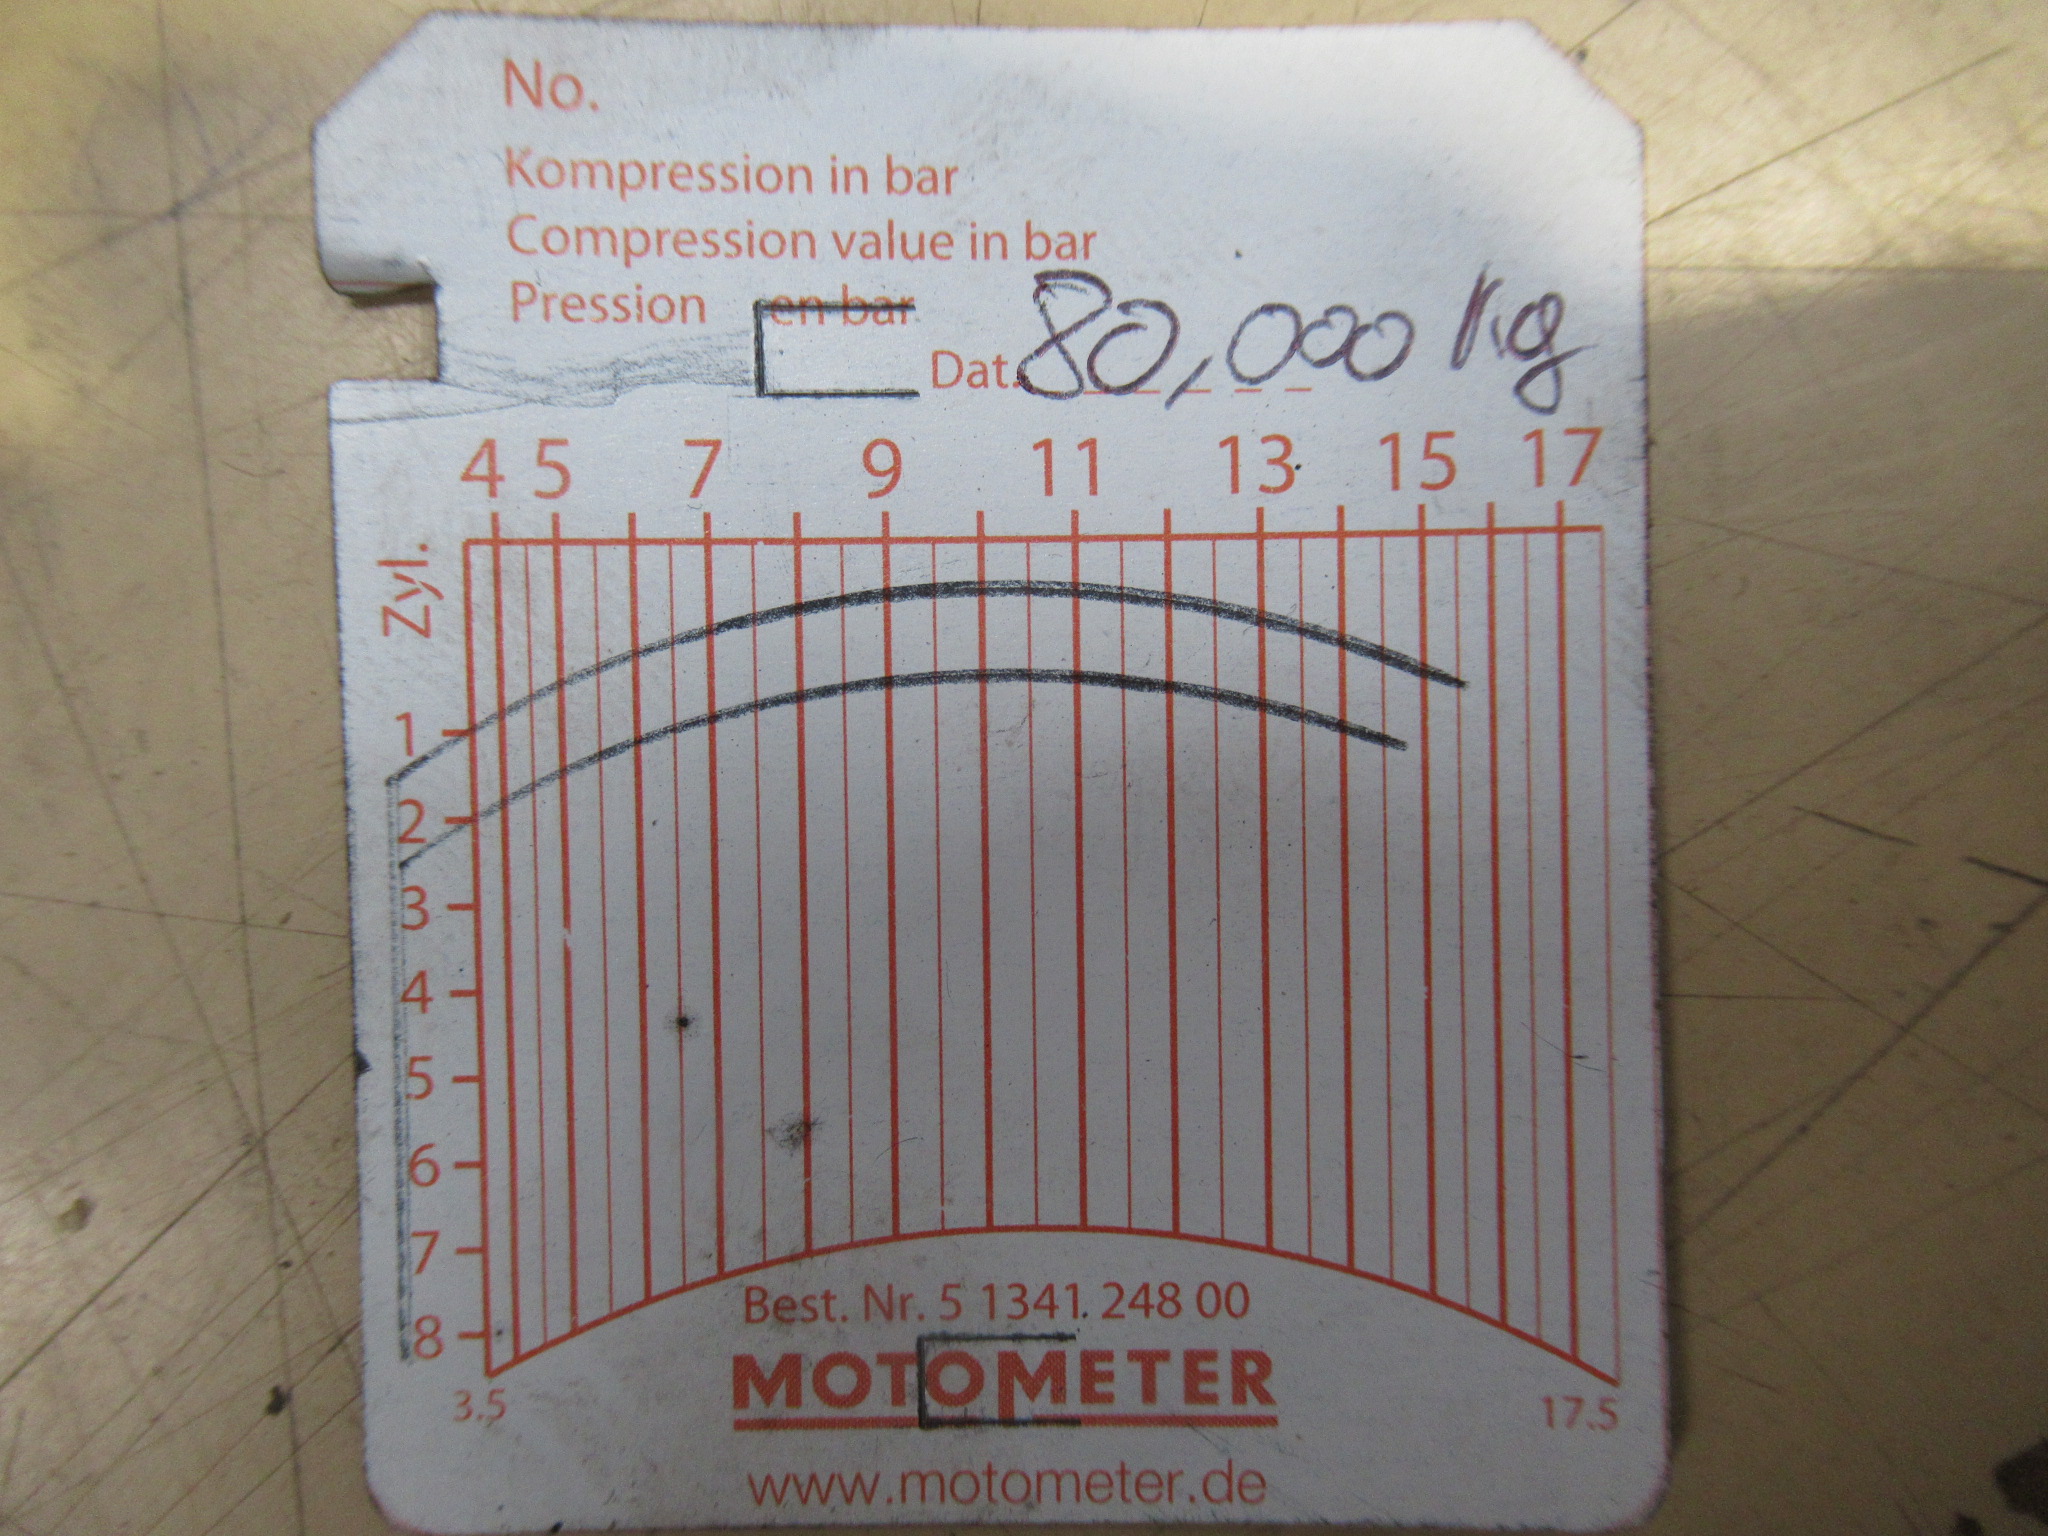 No.
Kompression in bar
Compression value in bar
Pression en bar
Dat. 80,000 Kg
4 5 7 9 11 13 15 17
Zyl.
1
2
3
4
5
6
7
8
3.5 17.5
Best. Nr. 5 1341 248 00
MOTOMETER
www.motometer.de